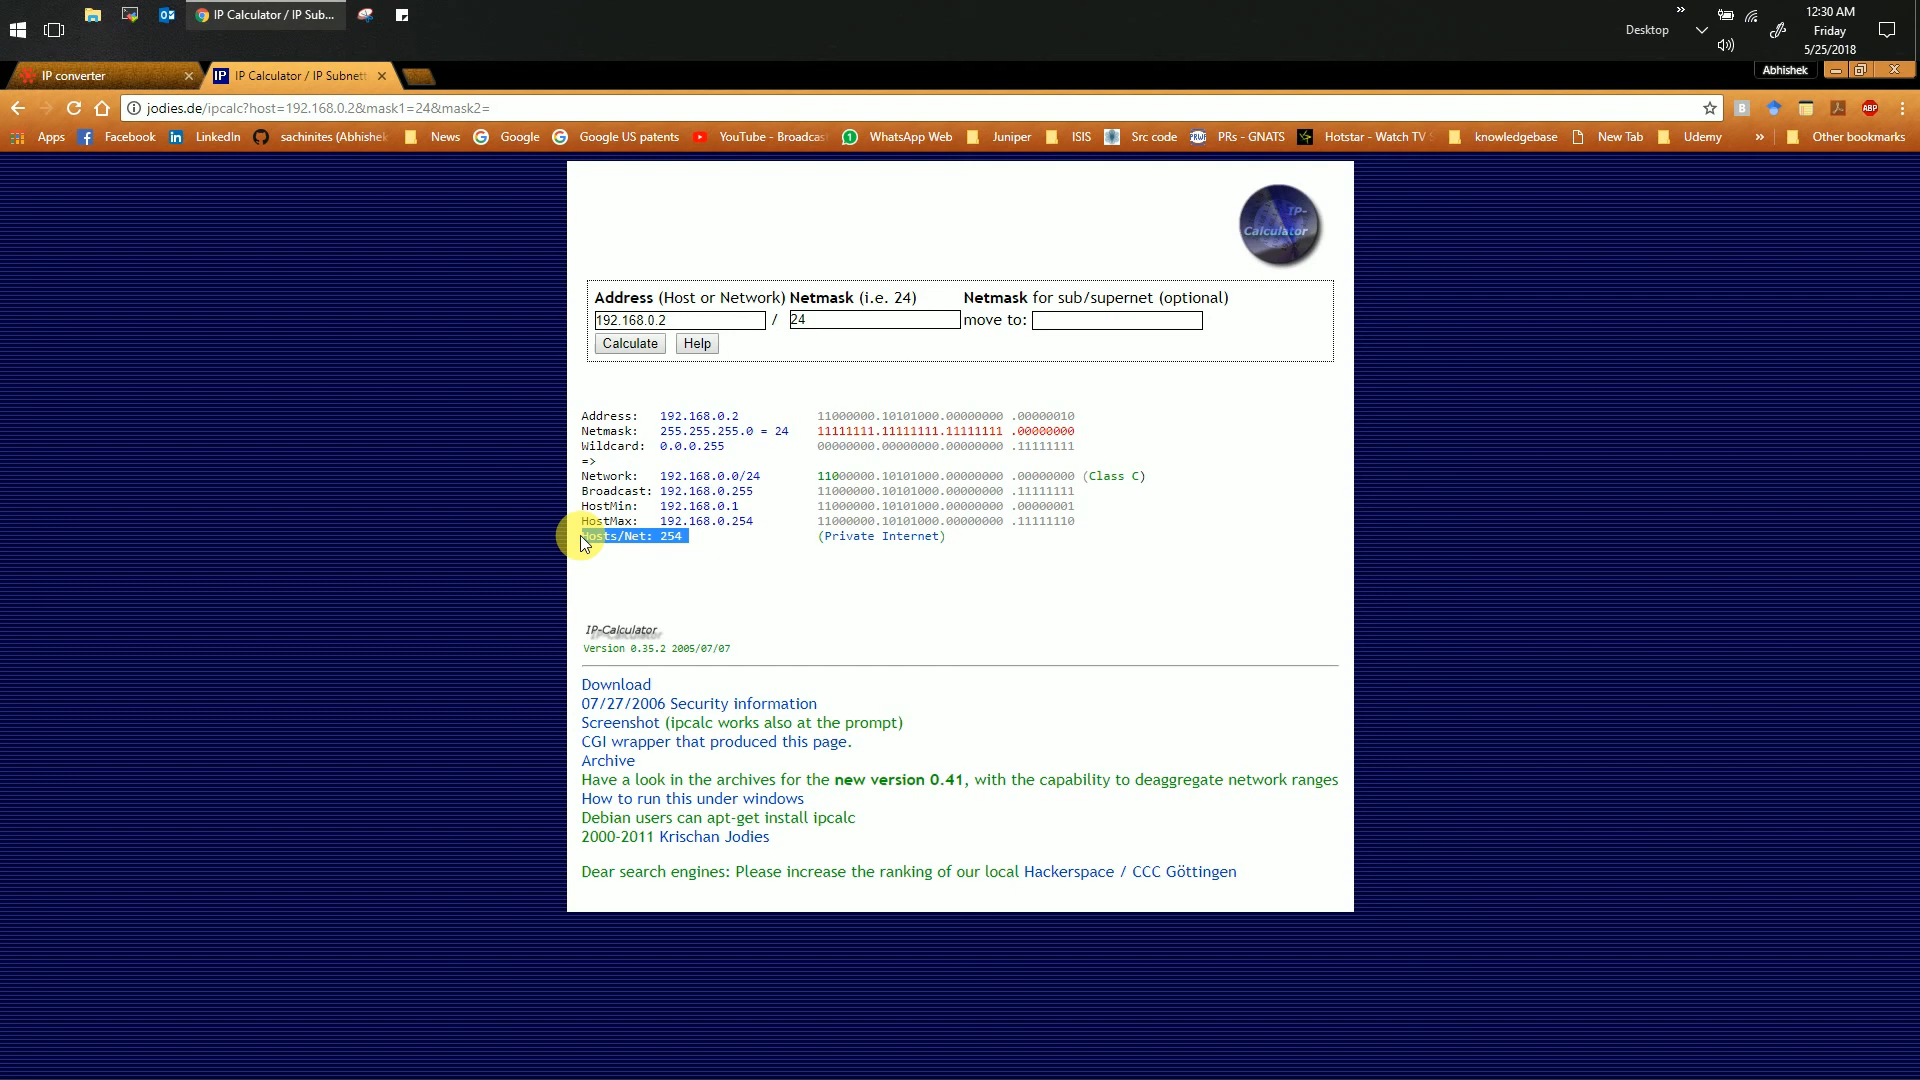 12:30 AM
Desktop
Friday
5/25/2018
IP Calculator / IP Sub...
Abhishek
IP converter
IP
IP Calculator / IP Subnett
jodies.de/ipcalc?host=192.168.0.2&mask1=24&mask2=
ABP
Apps Facebook LinkedIn sachinites (Abhishek News Google Google US patents YouTube - Broadcas WhatsApp Web Juniper ISIS Src code PRs - GNATS Hotstar - Watch TV knowledgebase New Tab Udemy » Other bookmarks
IP-
Calculator
Address (Host or Network) Netmask (i.e. 24) Netmask for sub/supernet (optional)
192.168.0.2 / 24 move to:
Calculate Help
Address: 192.168.0.2 11000000.10101000.00000000 .00000010
Netmask: 255.255.255.0 = 24 11111111.11111111.11111111 .00000000
Wildcard: 0.0.0.255 00000000.00000000.00000000 .11111111
=>
Network: 192.168.0.0/24 11000000.10101000.00000000 .00000000 (Class C)
Broadcast: 192.168.0.255 11000000.10101000.00000000 .11111111
HostMin: 192.168.0.1 11000000.10101000.00000000 .00000001
HostMax: 192.168.0.254 11000000.10101000.00000000 .11111110
Hosts/Net: 254 (Private Internet)
IP-Calculator
Version 0.35.2 2005/07/07
Download
07/27/2006 Security information
Screenshot (ipcalc works also at the prompt)
CGI wrapper that produced this page.
Archive
Have a look in the archives for the new version 0.41, with the capability to deaggregate network ranges
How to run this under windows
Debian users can apt-get install ipcalc
2000-2011 Krischan Jodies
Dear search engines: Please increase the ranking of our local Hackerspace / CCC Göttingen